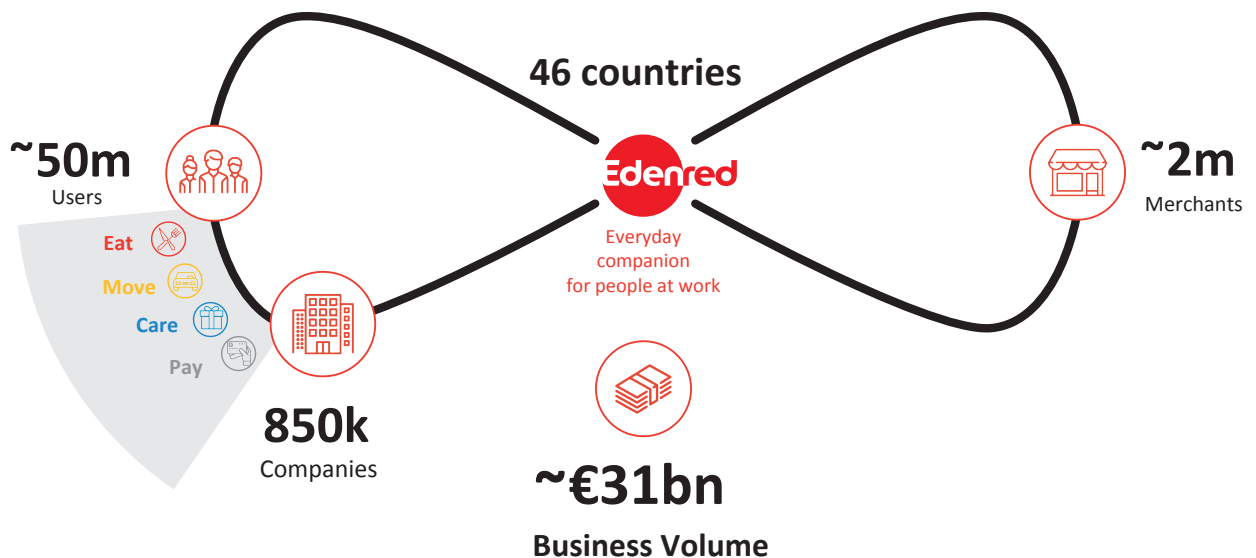 46 countries
~50m
Users
Eat
Move
Care
Pay
850k
Companies
Edenred
Everyday
companion
for people at work
~€31bn
Business Volume
~2m
Merchants